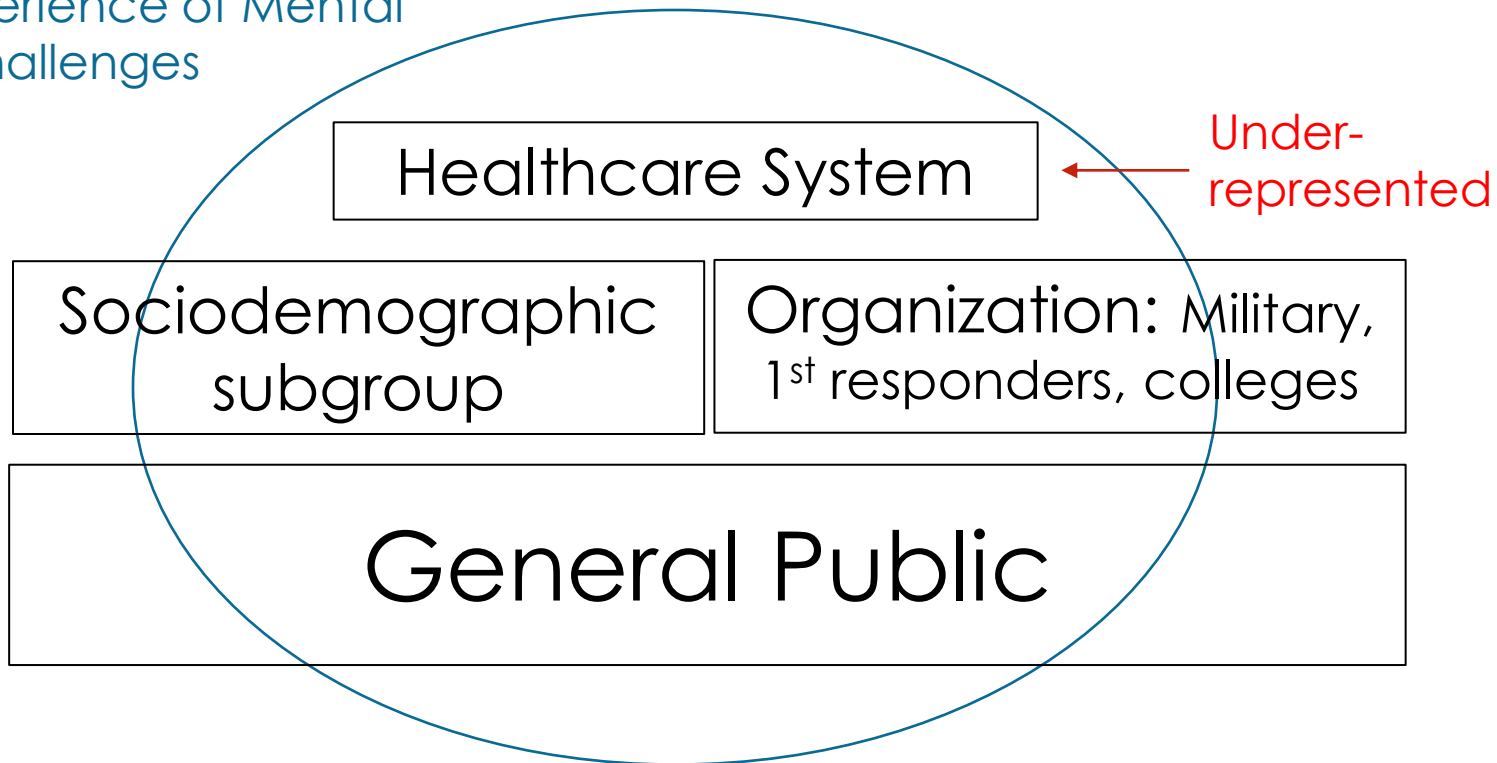 erience of Mental
hallenges
Healthcare System
Under-
represented
Sociodemographic
subgroup
Organization: Military,
1st responders, colleges
General Public